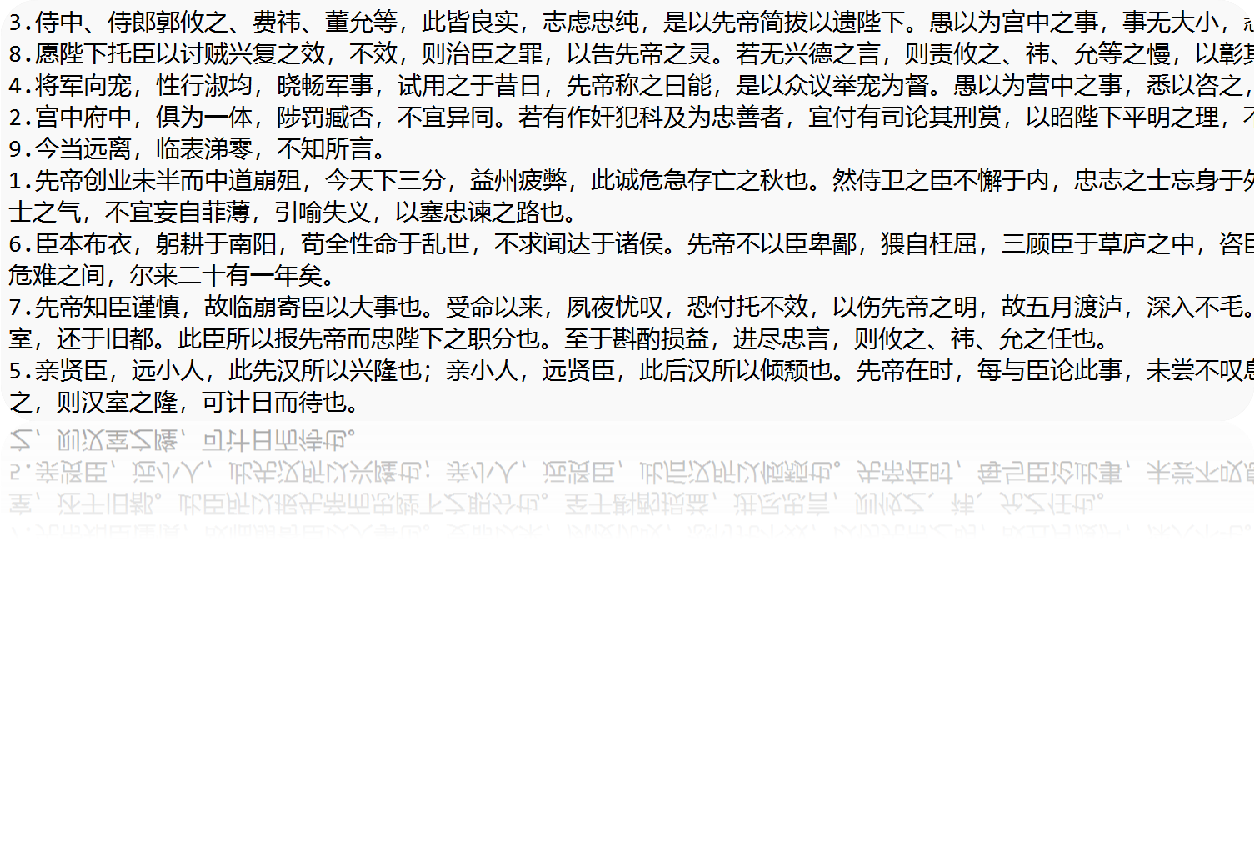 3.侍中、侍郎郭攸之、费祎、董允等，此皆良实，志虑忠纯，是以先帝简拔以遗陛下。愚以为宫中之事，事无大小，
8.愿陛下托臣以讨贼兴复之效，不效，则治臣之罪，以告先帝之灵。若无兴德之言，则责攸之、祎、允等之慢，以彰其
4.将军向宠，性行淑均，晓畅军事，试用之于昔日，先帝称之曰能，是以众议举宠为督。愚以为营中之事，悉以咨之，
2.宫中府中，俱为一体，陟罚臧否，不宜异同。若有作奸犯科及为忠善者，宜付有司论其刑赏，以昭陛下平明之理，不
9.今当远离，临表涕零，不知所言。
1.先帝创业未半而中道崩殂，今天下三分，益州疲弊，此诚危急存亡之秋也。然侍卫之臣不懈于内，忠志之士忘身于外
士之气，不宜妄自菲薄，引喻失义，以塞忠谏之路也。
6.臣本布衣，躬耕于南阳，苟全性命于乱世，不求闻达于诸侯。先帝不以臣卑鄙，猥自枉屈，三顾臣于草庐之中，咨臣
危难之间，尔来二十有一年矣。
7.先帝知臣谨慎，故临崩寄臣以大事也。受命以来，夙夜忧叹，恐付托不效，以伤先帝之明，故五月渡泸，深入不毛。
室，还于旧都。此臣所以报先帝而忠陛下之职分也。至于斟酌损益，进尽忠言，则攸之、祎、允之任也。
5.亲贤臣，远小人，此先汉所以兴隆也；亲小人，远贤臣，此后汉所以倾颓也。先帝在时，每与臣论此事，未尝不叹息
之，则汉室之隆，可计日而待也。